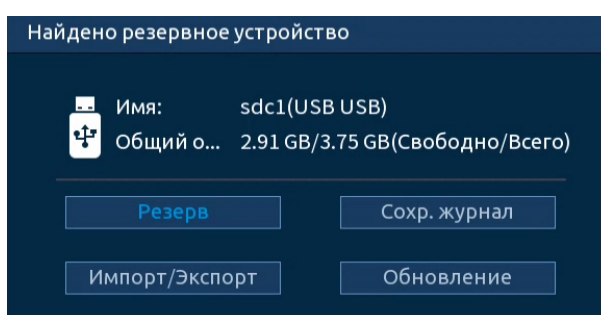 Найдено резервное устройство
Имя: sdc1(USB USB)
Общий о... 2.91 GB/3.75 GB(Свободно/Всего)
Резерв Сохр. журнал
Импорт/Экспорт Обновление